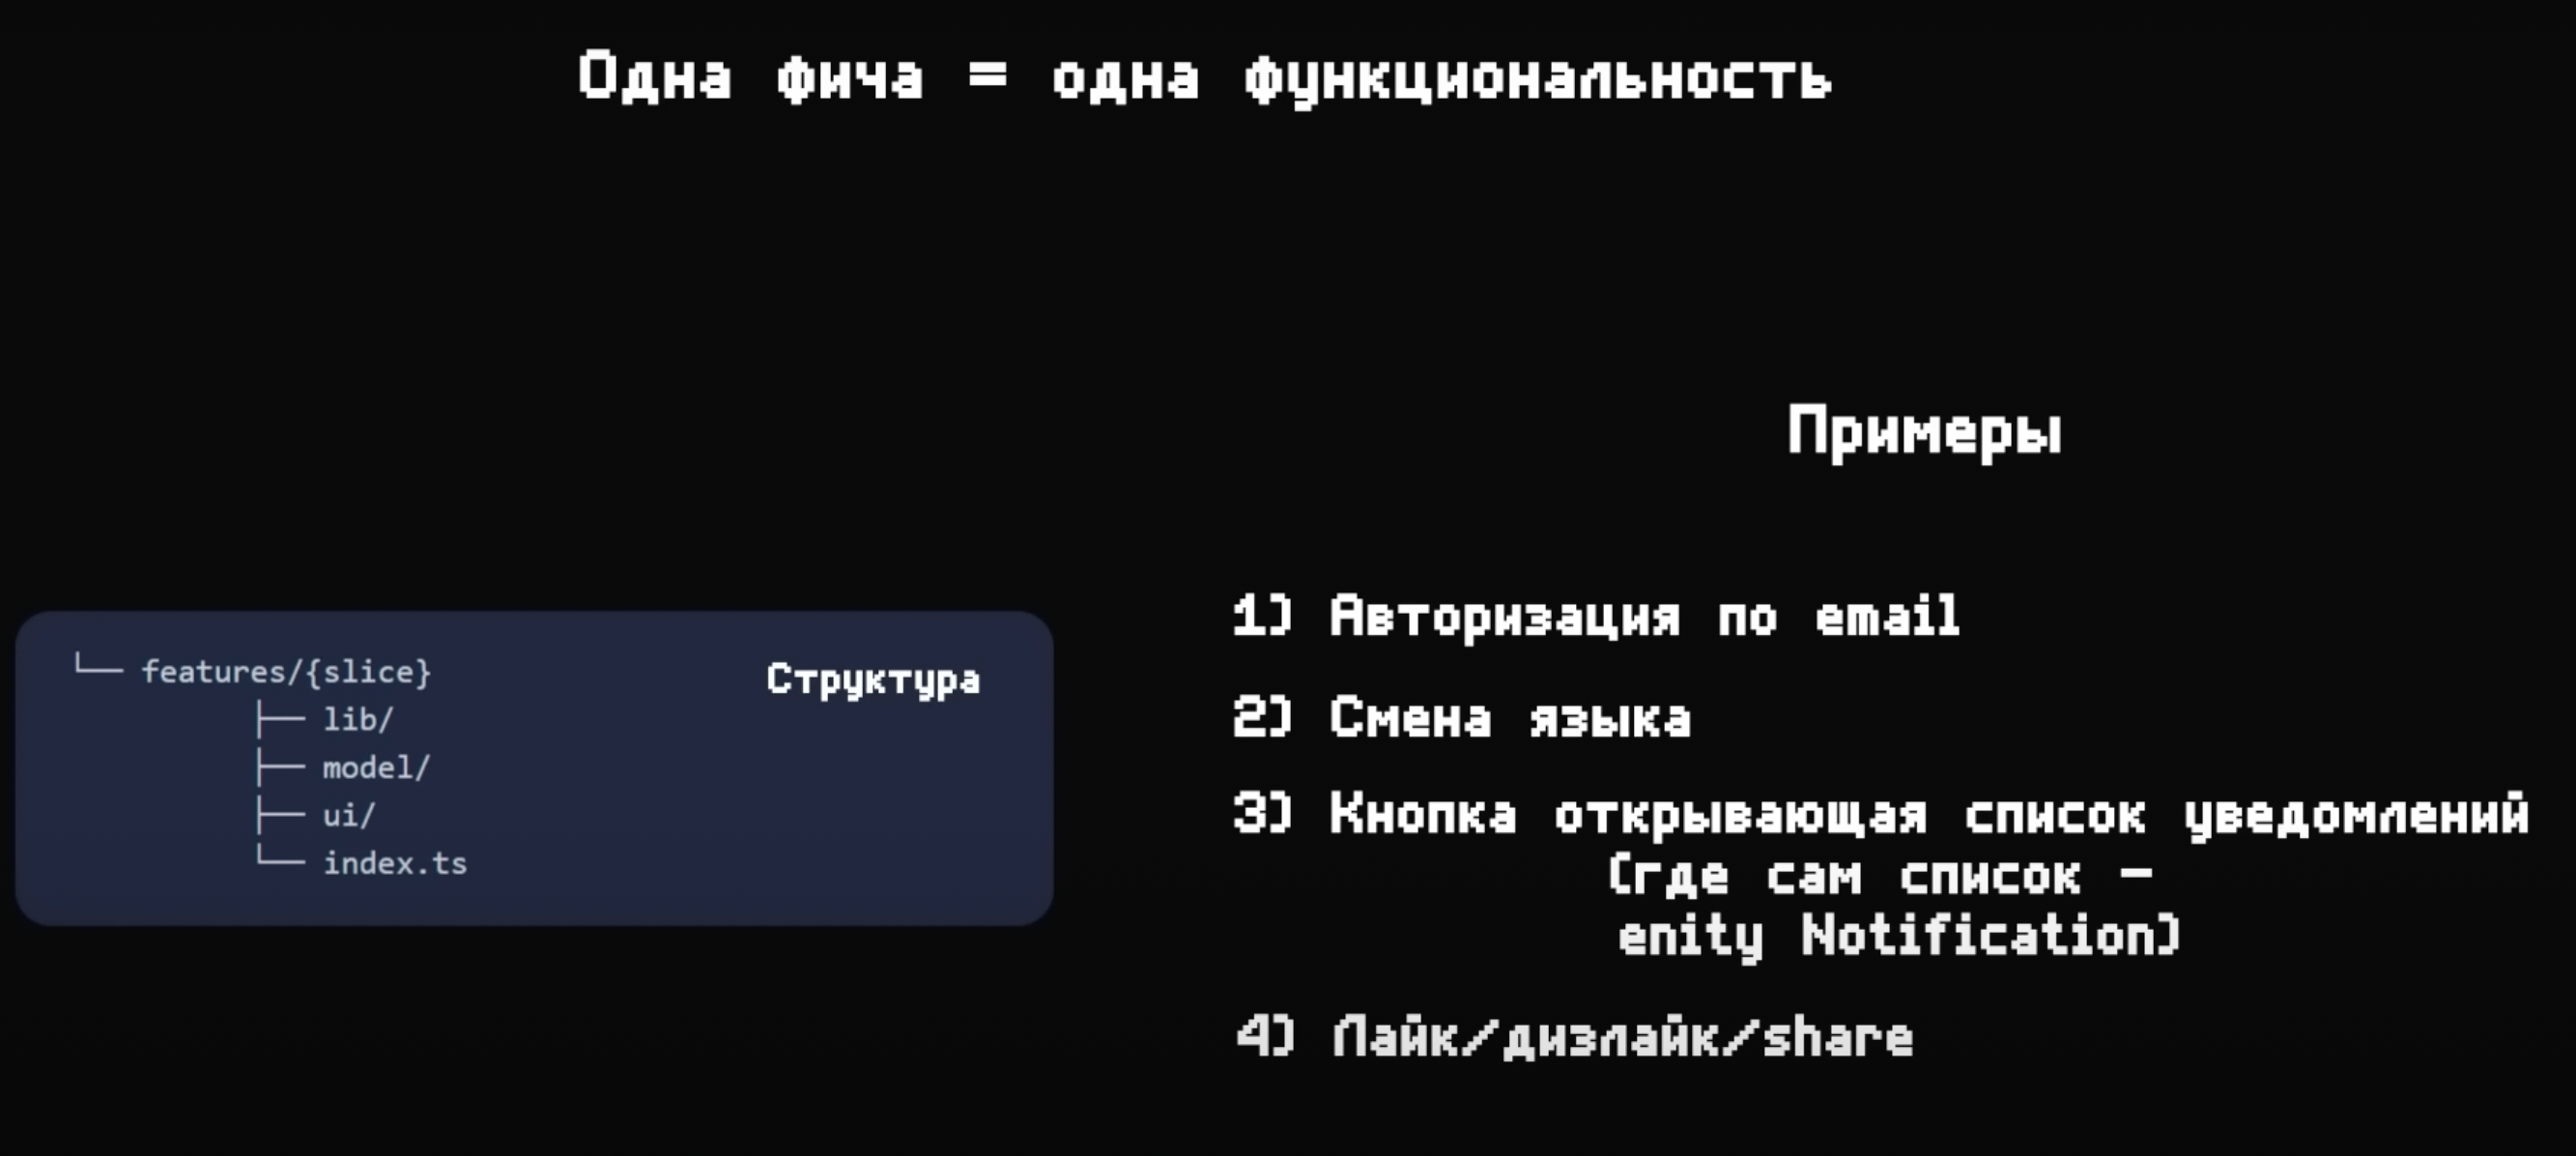 Одна фича = одна функциональность
Примеры
└── features/{slice}
├── lib/
├── model/
├── ui/
└── index.ts
Структура
1) Авторизация по email
2) Смена языка
3) Кнопка открывающая список уведомлений
(где сам список —
enity Notification)
4) Лайк/дизлайк/share